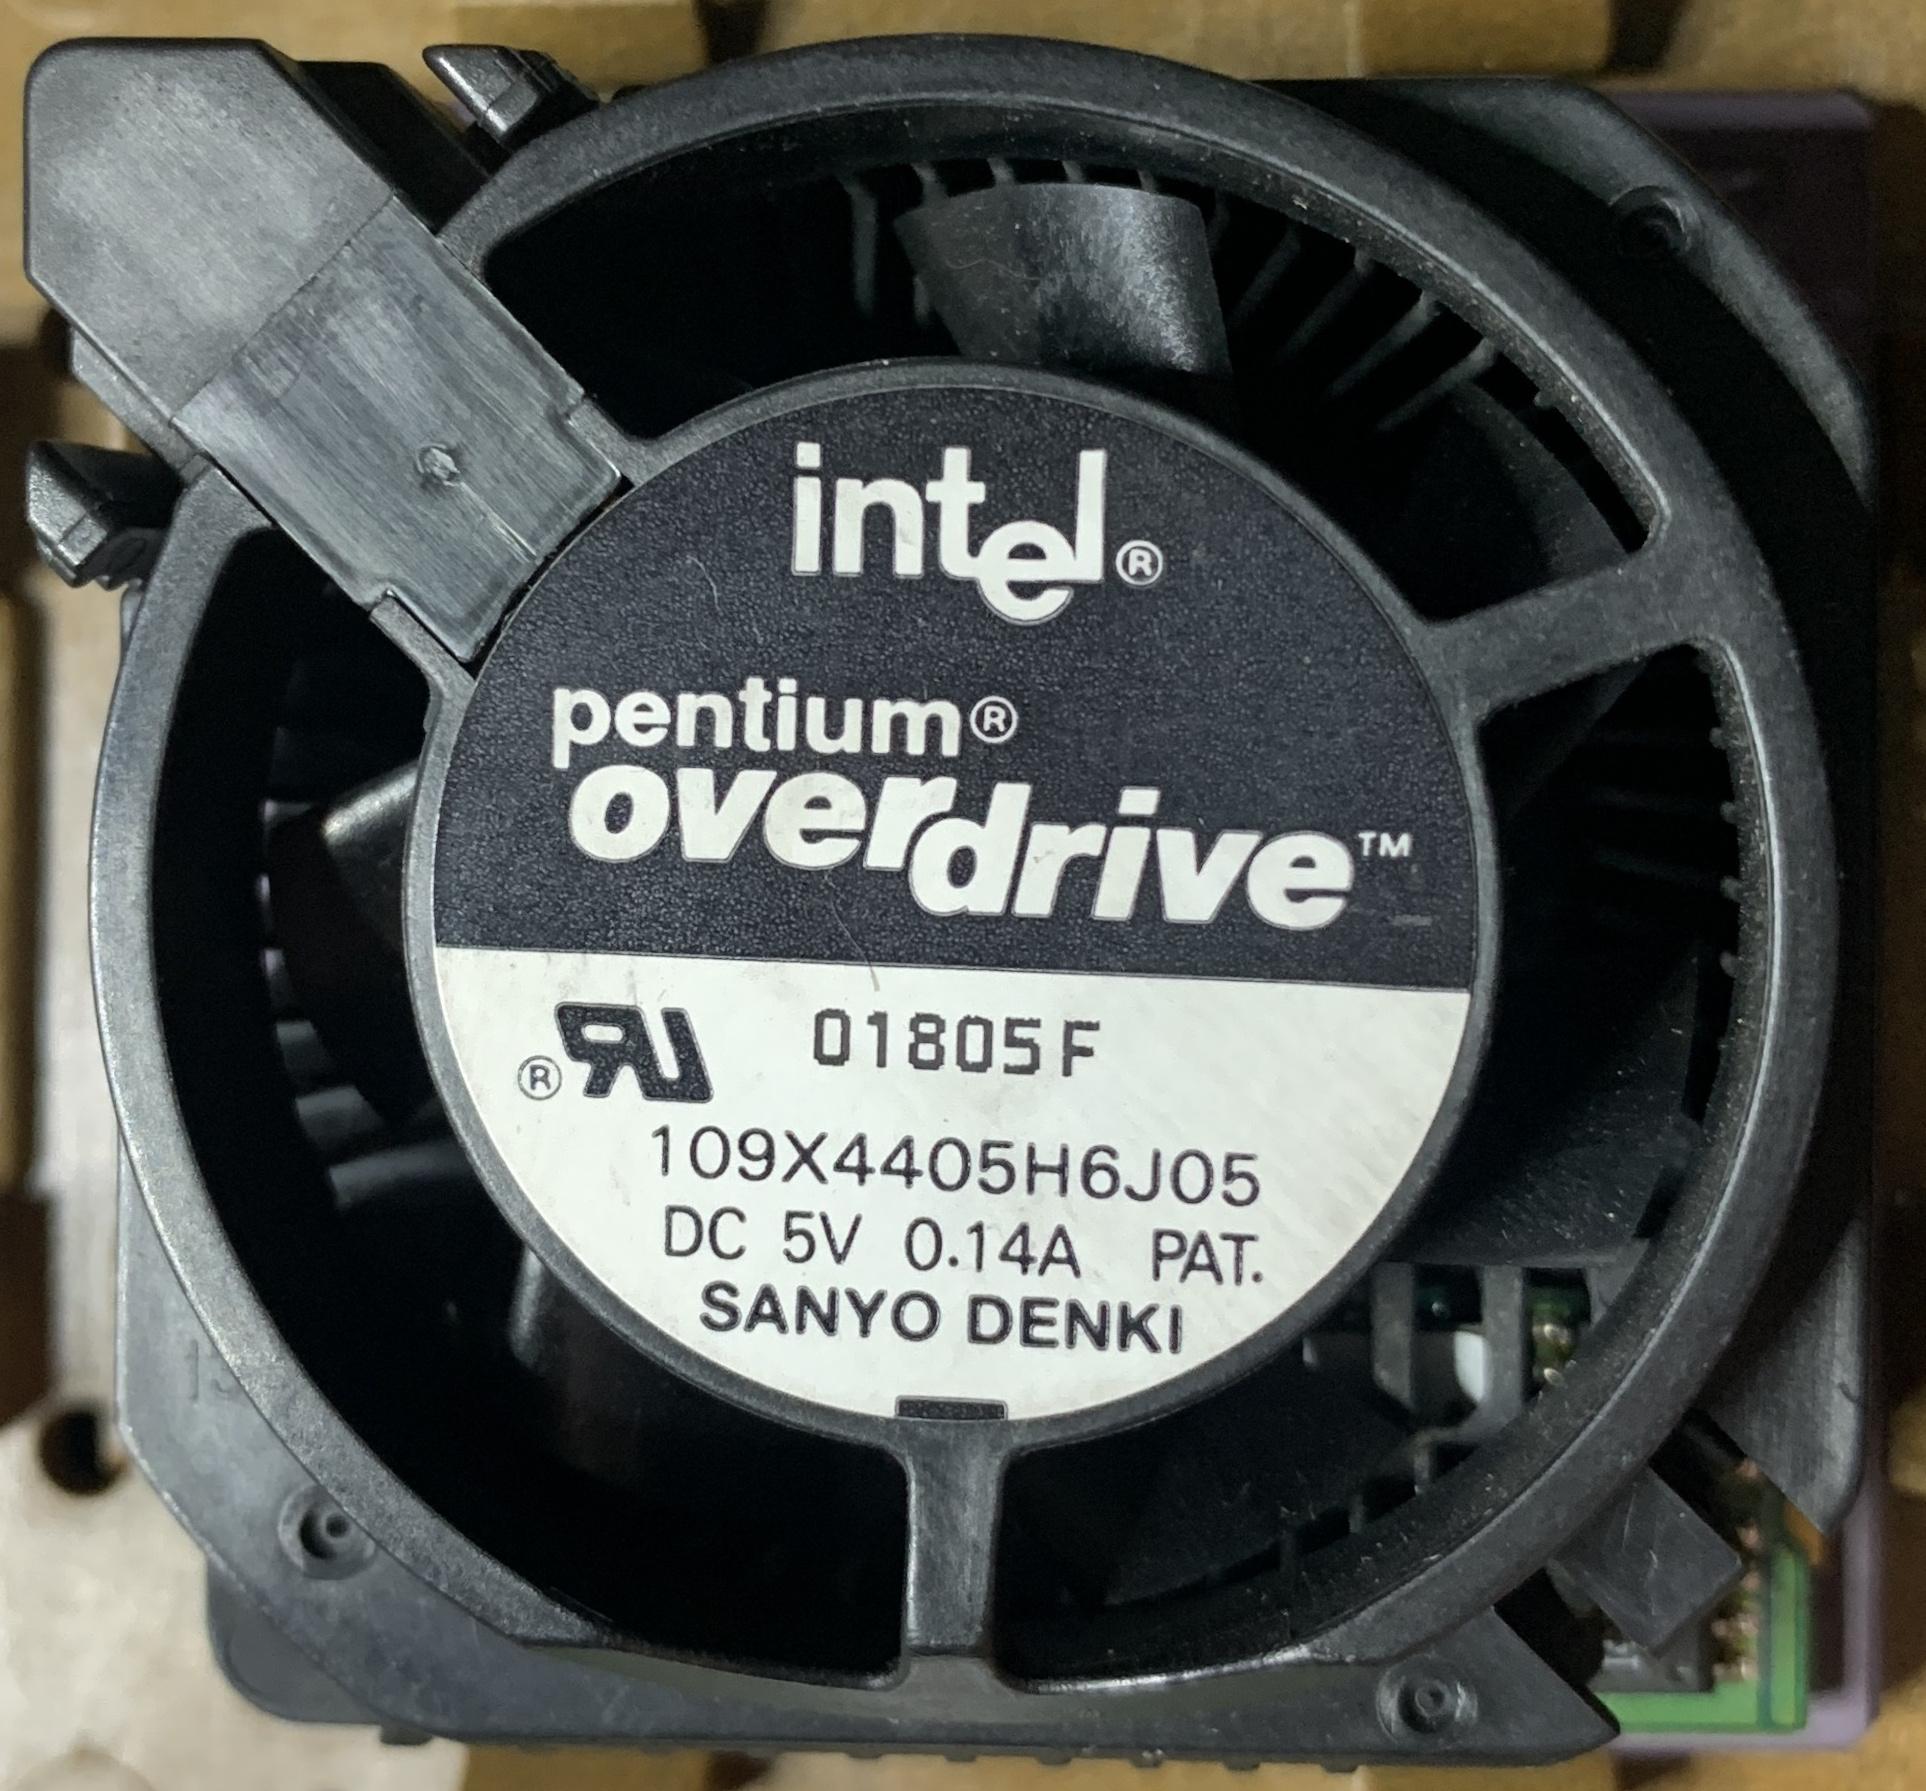 intel®
pentium®
overdrive™
01805F
®
109X4405H6J05
DC 5V 0.14A PAT.
SANYO DENKI